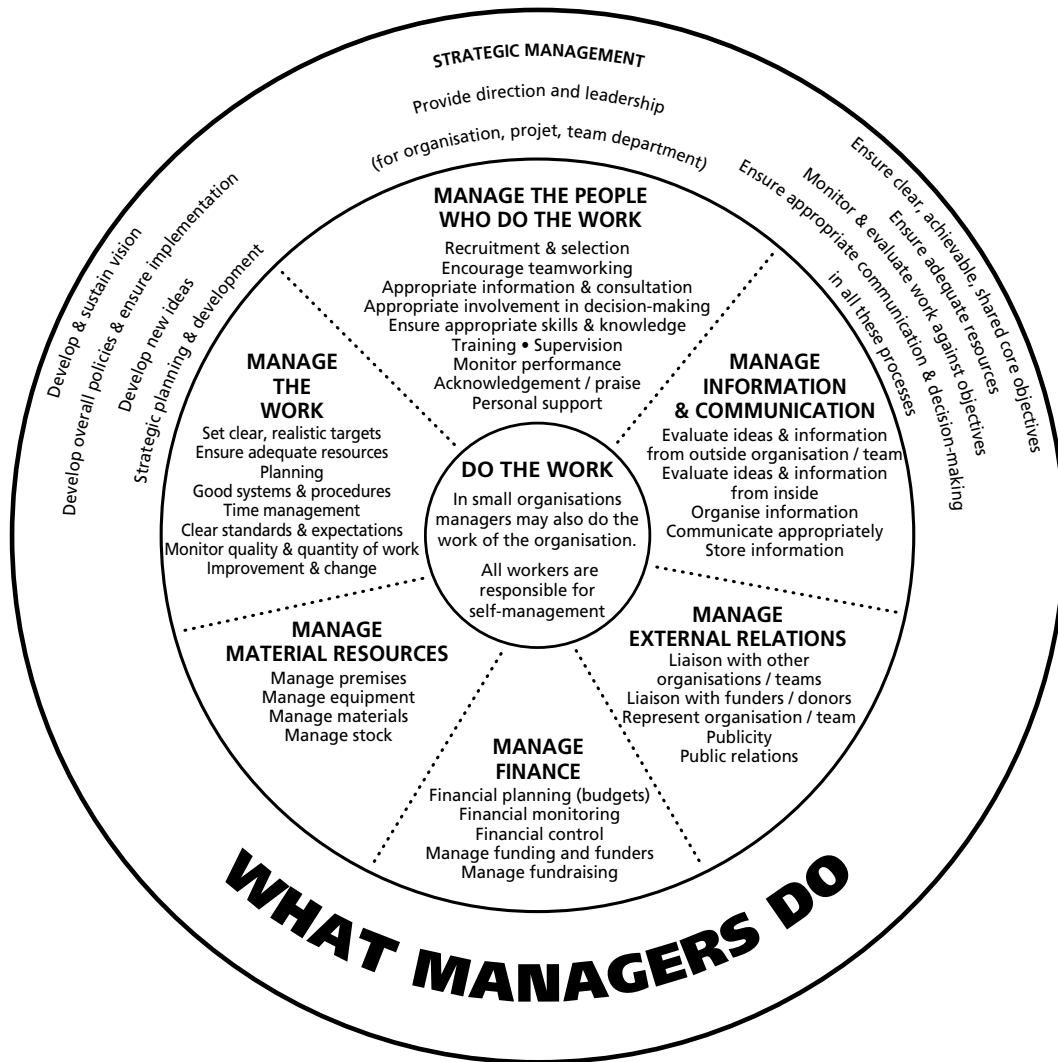 STRATEGIC MANAGEMENT
Provide direction and leadership
(for organisation, projet, team department)
Develop & sustain vision
Develop overall policies & ensure implementation
Develop new ideas
Strategic planning & development
Ensure clear, achievable, shared core objectives
Ensure adequate resources
Monitor & evaluate work against objectives
Ensure appropriate communication & decision-making
in all these processes
MANAGE THE PEOPLE
WHO DO THE WORK
Recruitment & selection
Encourage teamworking
Appropriate information & consultation
Appropriate involvement in decision-making
Ensure appropriate skills & knowledge
Training • Supervision
Monitor performance
Acknowledgement / praise
Personal support
MANAGE
THE
WORK
Set clear, realistic targets
Ensure adequate resources
Planning
Good systems & procedures
Time management
Clear standards & expectations
Monitor quality & quantity of work
Improvement & change
MANAGE
INFORMATION
& COMMUNICATION
Evaluate ideas & information
from outside organisation / team
Evaluate ideas & information
from inside
Organise information
Communicate appropriately
Store information
DO THE WORK
In small organisations
managers may also do the
work of the organisation.
All workers are
responsible for
self-management
MANAGE
MATERIAL RESOURCES
Manage premises
Manage equipment
Manage materials
Manage stock
MANAGE
EXTERNAL RELATIONS
Liaison with other
organisations / teams
Liaison with funders / donors
Represent organisation / team
Publicity
Public relations
MANAGE
FINANCE
Financial planning (budgets)
Financial monitoring
Financial control
Manage funding and funders
Manage fundraising
WHAT MANAGERS DO